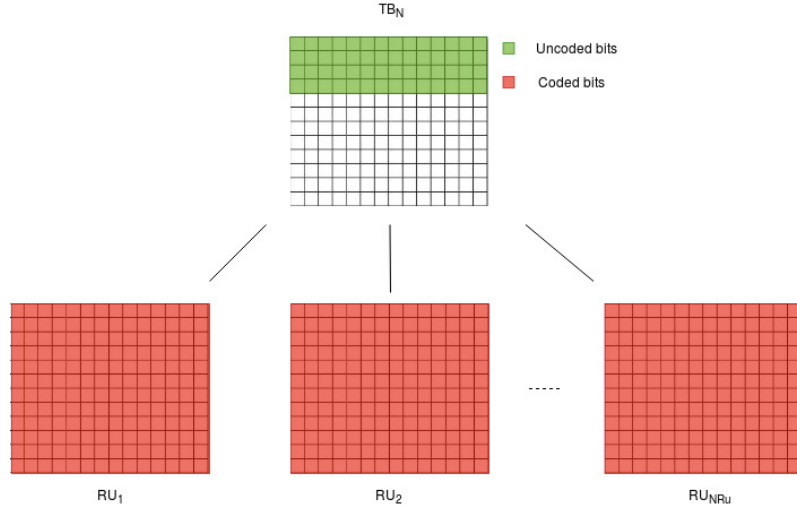 TB_N
Uncoded bits
Coded bits
RU_1
RU_2
RU_NRu